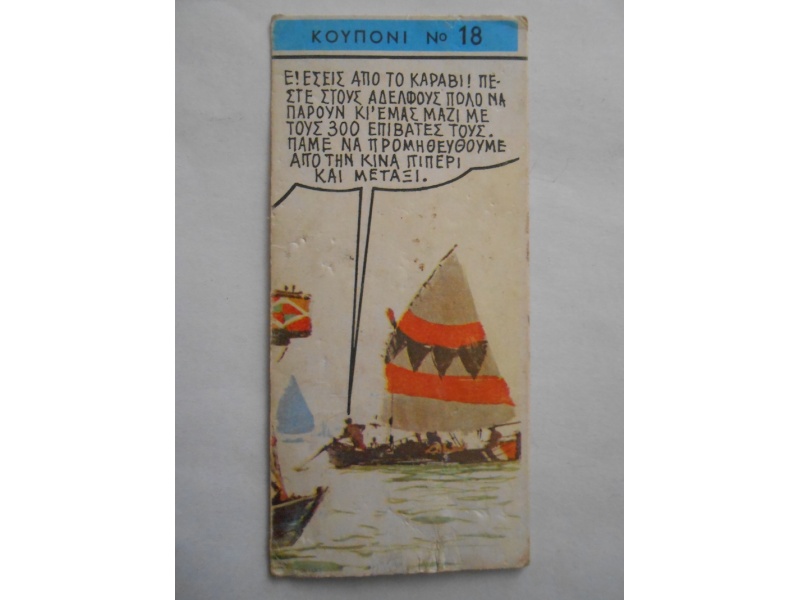 ΚΟΥΠΟΝΙ Νο 18
Ε! ΕΣΕΙΣ ΑΠΟ ΤΟ ΚΑΡΑΒΙ! ΠΕ-
ΣΤΕ ΣΤΟΥΣ ΑΔΕΛΦΟΥΣ ΠΟΛΟ ΝΑ
ΠΑΡΟΥΝ ΚΙ'ΕΜΑΣ ΜΑΖΙ ΜΕ
ΤΟΥΣ 300 ΕΠΙΒΑΤΕΣ ΤΟΥΣ.
ΠΑΜΕ ΝΑ ΠΡΟΜΗΘΕΥΘΟΥΜΕ
ΑΠΟ ΤΗΝ ΚΙΝΑ ΠΙΠΕΡΙ
ΚΑΙ ΜΕΤΑΞΙ.